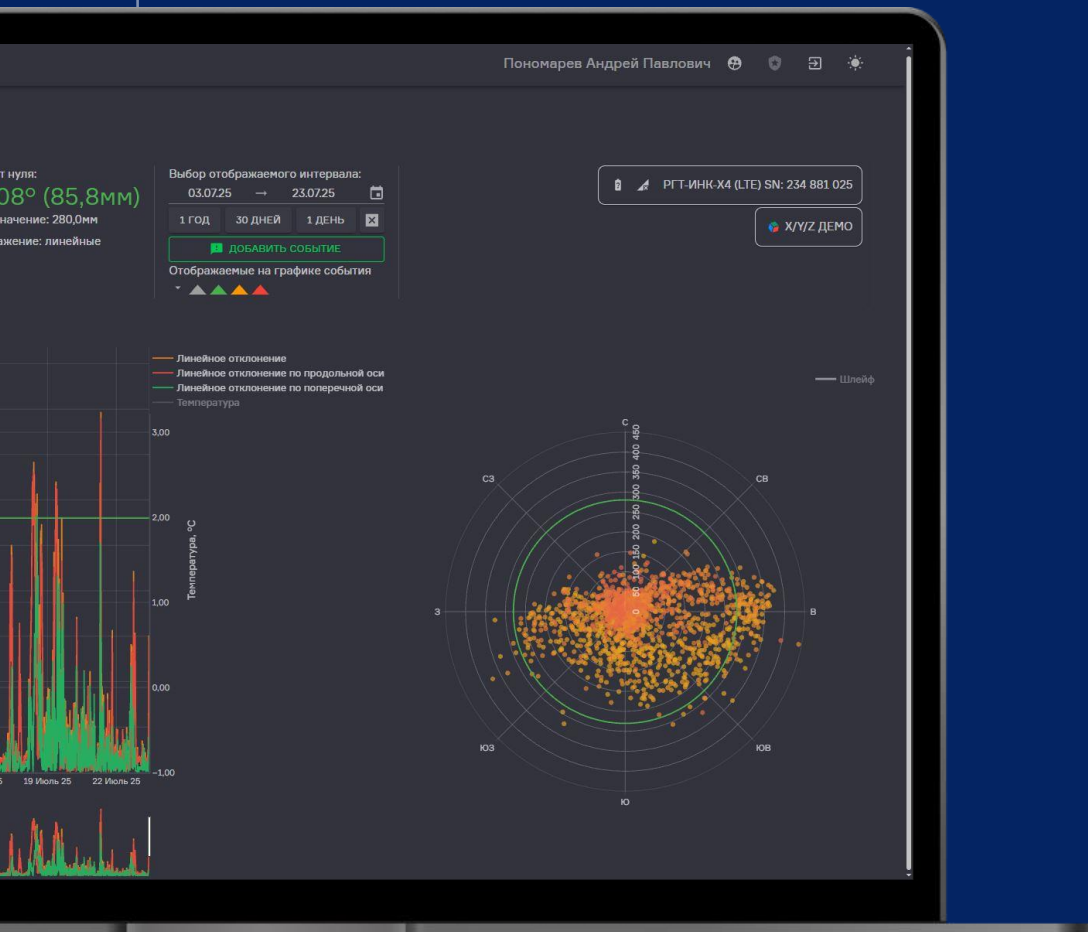 Пономарев Андрей Павлович
т нуля:
08° (85,8мм)
начение: 280,0мм
ажение: линейные
Выбор отображаемого интервала:
03.07.25 → 23.07.25
1 ГОД 30 ДНЕЙ 1 ДЕНЬ
ДОБАВИТЬ СОБЫТИЕ
Отображаемые на графике события
РГТ-ИНК-X4 (LTE) SN: 234 881 025
X/Y/Z ДЕМО
Линейное отклонение
Линейное отклонение по продольной оси
Линейное отклонение по поперечной оси
Температура
3,00
2,00
1,00
0,00
−1,00
Температура, °C
19 Июль 25 22 Июль 25
Шлейф
С
СВ
В
ЮВ
Ю
ЮЗ
З
СЗ
0 50 100 150 200 250 300 350 400 450